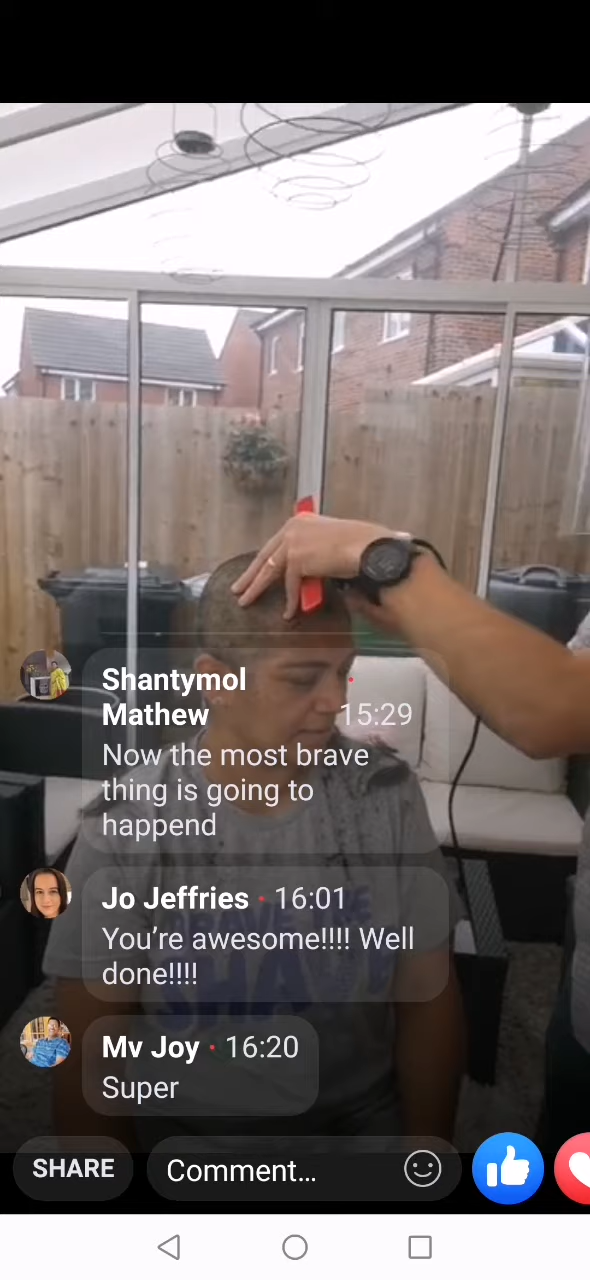 Shantymol
Mathew • 15:29
Now the most brave
thing is going to
happend
Jo Jeffries • 16:01
You're awesome!!!! Well
done!!!!
Mv Joy • 16:20
Super
SHAVE
SHARE
Comment...